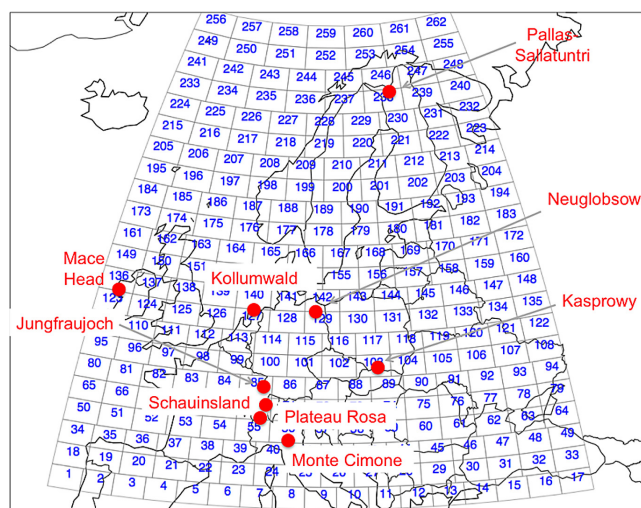 256 257 258 259 260 261 262
249 250 251 252 253 254 255
Pallas-
Sallatuntri
241 242 243 244 245 246 247 248
233 234 235 236 237 239 240
224 225 226 227 228 229 230 231 232
215 216 217 218 219 220 221 222 223
205 206 207 208 209 210 211 212 213 214
195 196 197 198 199 200 201 202 203 204
184 185 186 187 188 189 190 191 192 193 194
Neuglobsow
173 174 175 176 177 178 179 180 181 182 183
161 162 163 164 165 166 167 168 169 170 171 172
Mace
Head
149 150 151 155 156 157 158 159 160
Kollumwald
136 137 138 139 140 141 142 143 144 145 146 147 148
Kasprowy
123 124 125 128 129 130 131 132 133 134 135
Jungfraujoch
110 111 112 113 114 115 116 117 118 119 120 121 122
95 96 97 98 99 100 101 102 103 104 105 106 107 108
80 81 82 83 84 85 86 87 88 89 90 91 92 93 94
65 66 67 75 76 77 78 79
Schauinsland
Plateau Rosa
50 51 52 53 54 55 60 61 62 63 64
34 35 36 37 38 39 40 45 46 47 48 49
Monte Cimone
18 19 20 21 22 23 24 29 30 31 32 33
1 2 3 4 5 6 7 8 9 10 11 12 13 14 15 16 17